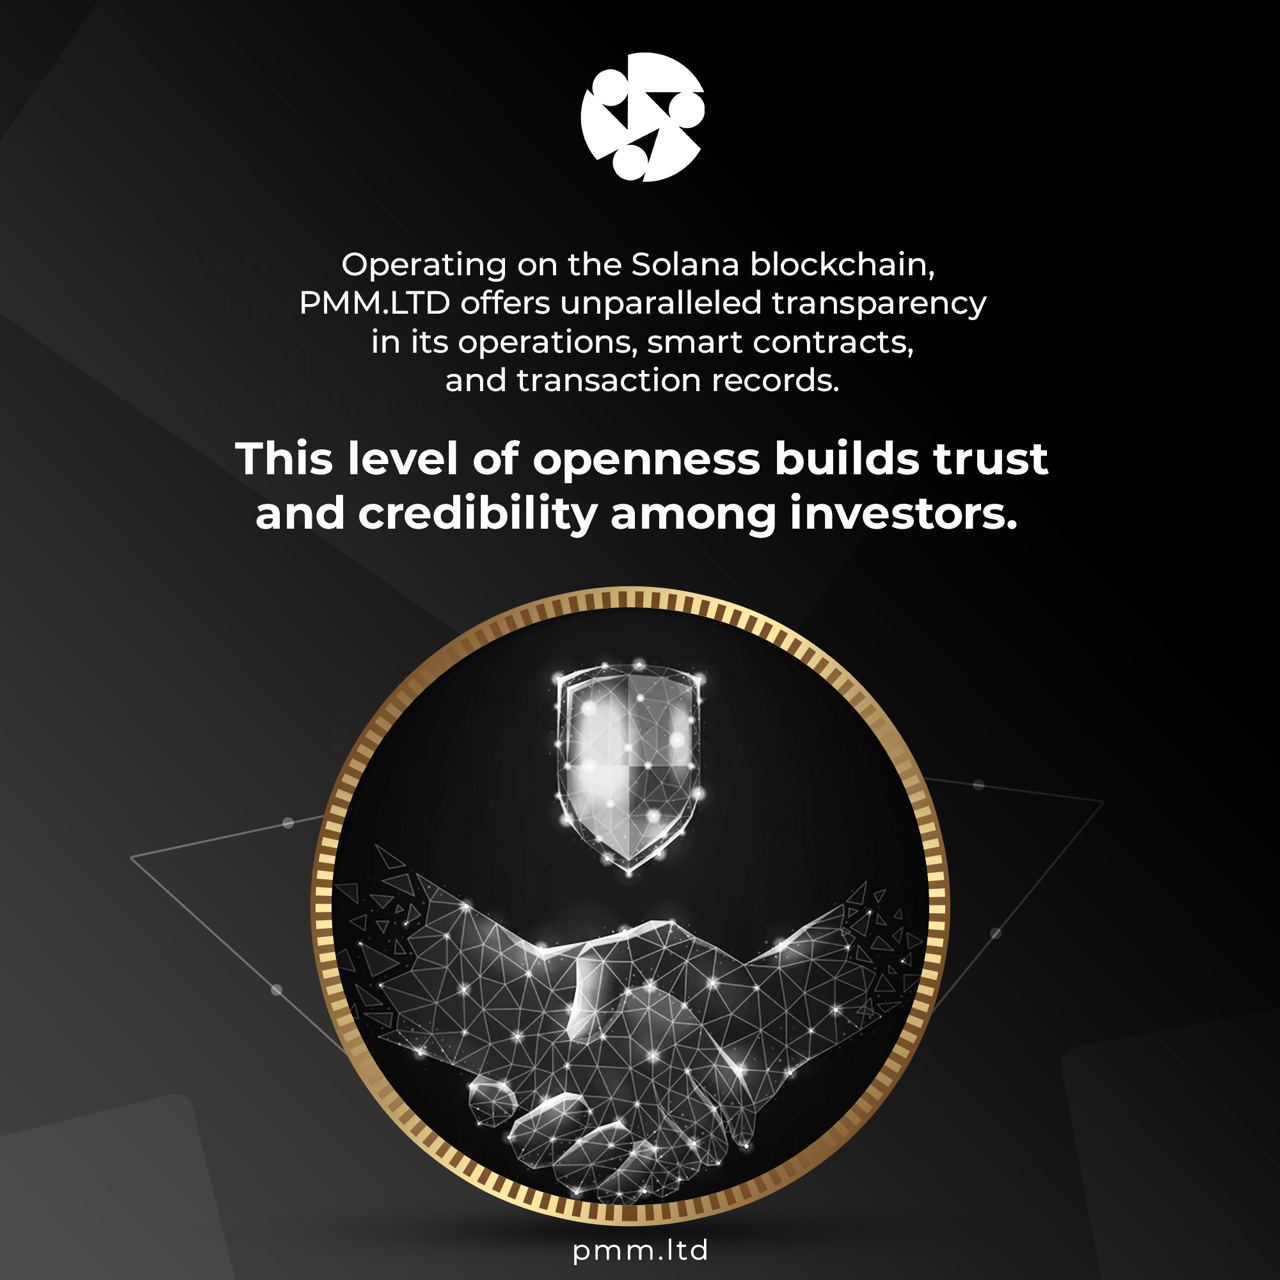 Operating on the Solana blockchain,
PMM.LTD offers unparalleled transparency
in its operations, smart contracts,
and transaction records.
This level of openness builds trust
and credibility among investors.
pmm.ltd